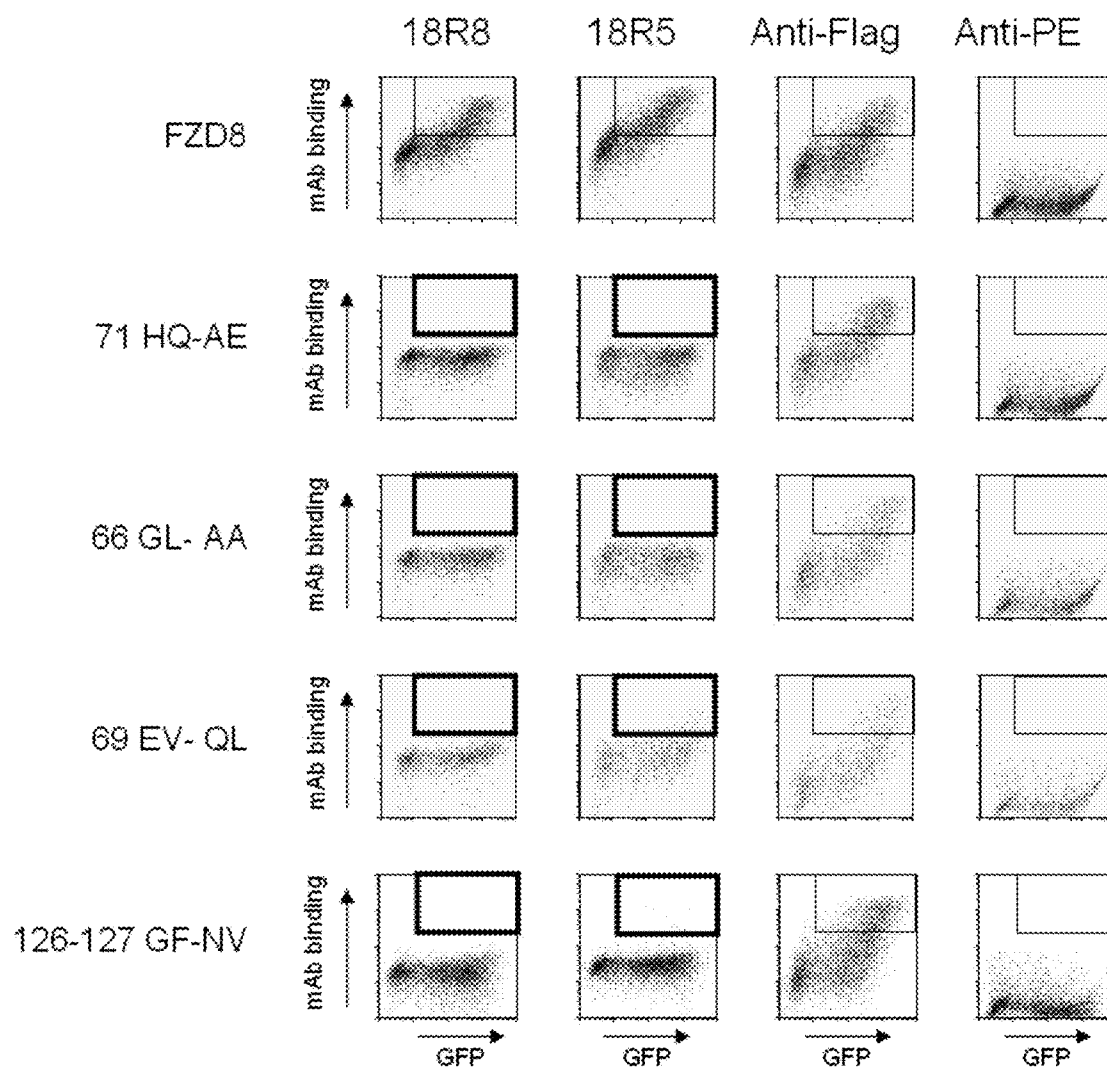 18R8 18R5 Anti-Flag Anti-PE
FZD8
mAb binding
71 HQ-AE
mAb binding
66 GL- AA
mAb binding
69 EV- QL
mAb binding
126-127 GF-NV
mAb binding
GFP GFP GFP GFP